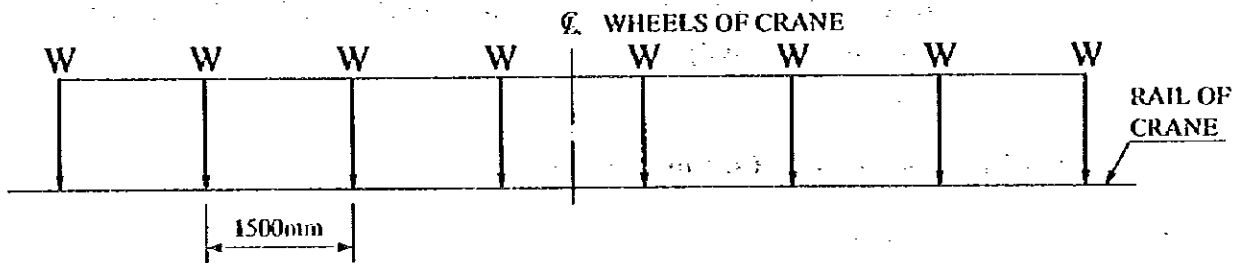 ℄ WHEELS OF CRANE
W W W W W W W W
RAIL OF
CRANE
1500mm